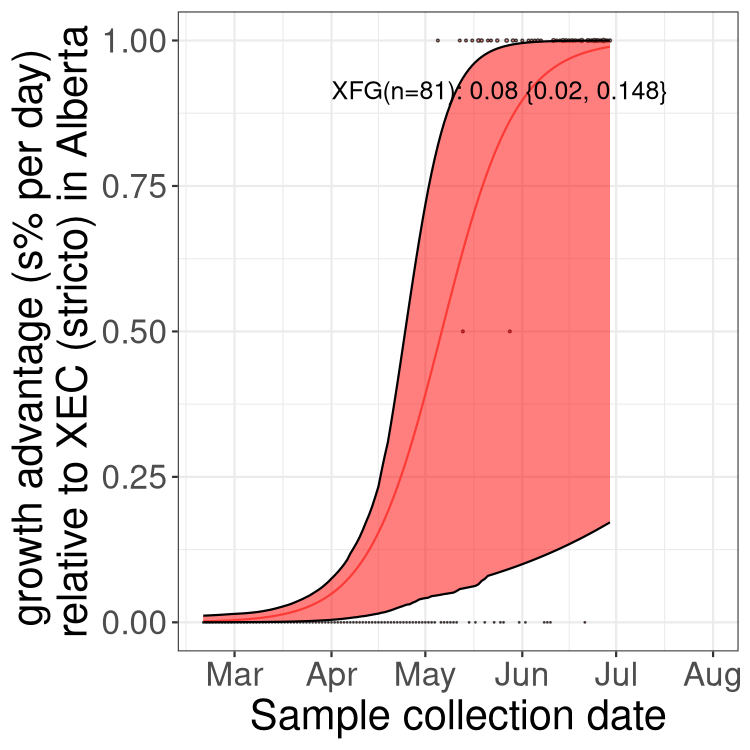 growth advantage (s% per day)
relative to XEC (stricto) in Alberta
1.00
0.75
0.50
0.25
0.00
XFG(n=81): 0.08 {0.02, 0.148}
Mar Apr May Jun Jul Aug
Sample collection date